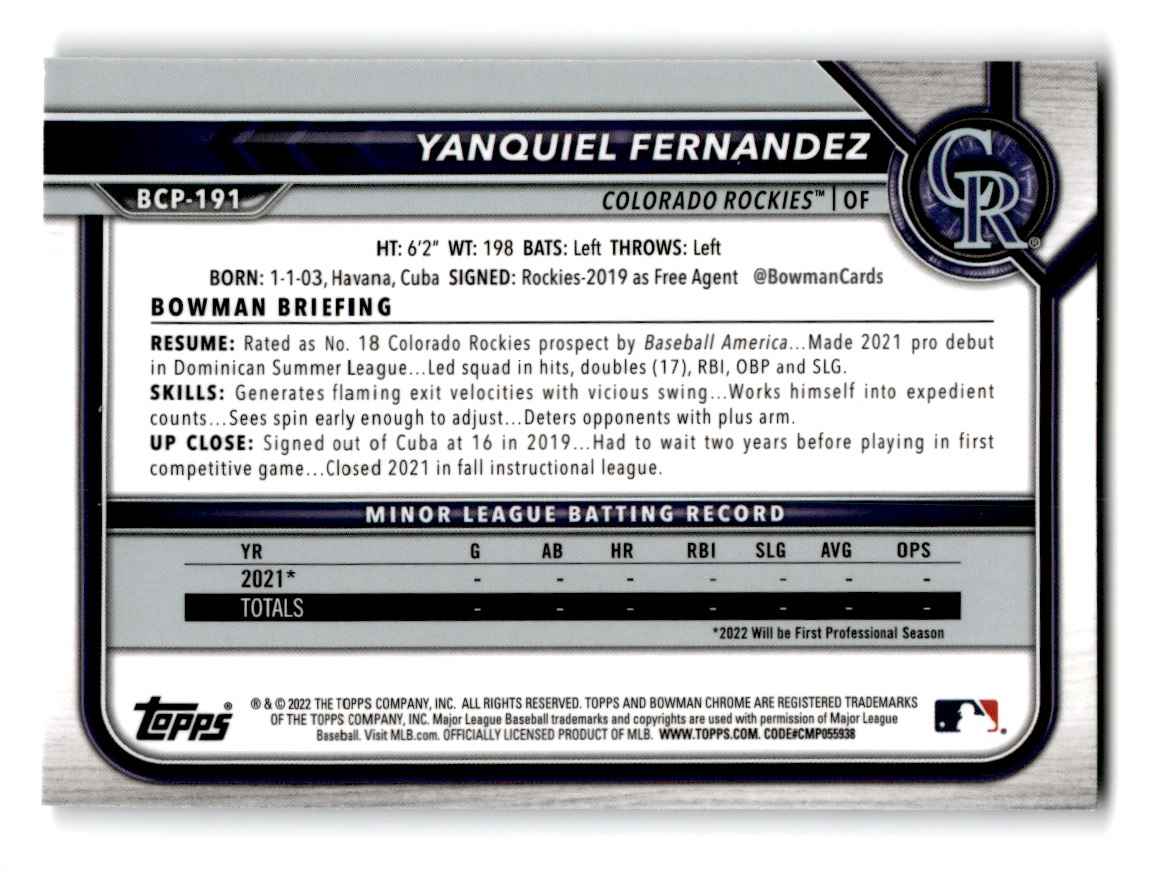 YANQUIEL FERNANDEZ
BCP-191
COLORADO ROCKIES™ | OF
CR®
HT: 6'2" WT: 198 BATS: Left THROWS: Left
BORN: 1-1-03, Havana, Cuba SIGNED: Rockies-2019 as Free Agent @BowmanCards
BOWMAN BRIEFING
RESUME: Rated as No. 18 Colorado Rockies prospect by Baseball America...Made 2021 pro debut
in Dominican Summer League...Led squad in hits, doubles (17), RBI, OBP and SLG.
SKILLS: Generates flaming exit velocities with vicious swing...Works himself into expedient
counts...Sees spin early enough to adjust...Deters opponents with plus arm.
UP CLOSE: Signed out of Cuba at 16 in 2019...Had to wait two years before playing in first
competitive game...Closed 2021 in fall instructional league.
MINOR LEAGUE BATTING RECORD
YR G AB HR RBI SLG AVG OPS
2021* - - - - - - -
TOTALS - - - - - - -
*2022 Will be First Professional Season
topps®
® & © 2022 THE TOPPS COMPANY, INC. ALL RIGHTS RESERVED. TOPPS AND BOWMAN CHROME ARE REGISTERED TRADEMARKS
OF THE TOPPS COMPANY, INC. Major League Baseball trademarks and copyrights are used with permission of Major League
Baseball. Visit MLB.com. OFFICIALLY LICENSED PRODUCT OF MLB. WWW.TOPPS.COM. CODE#CMP055938